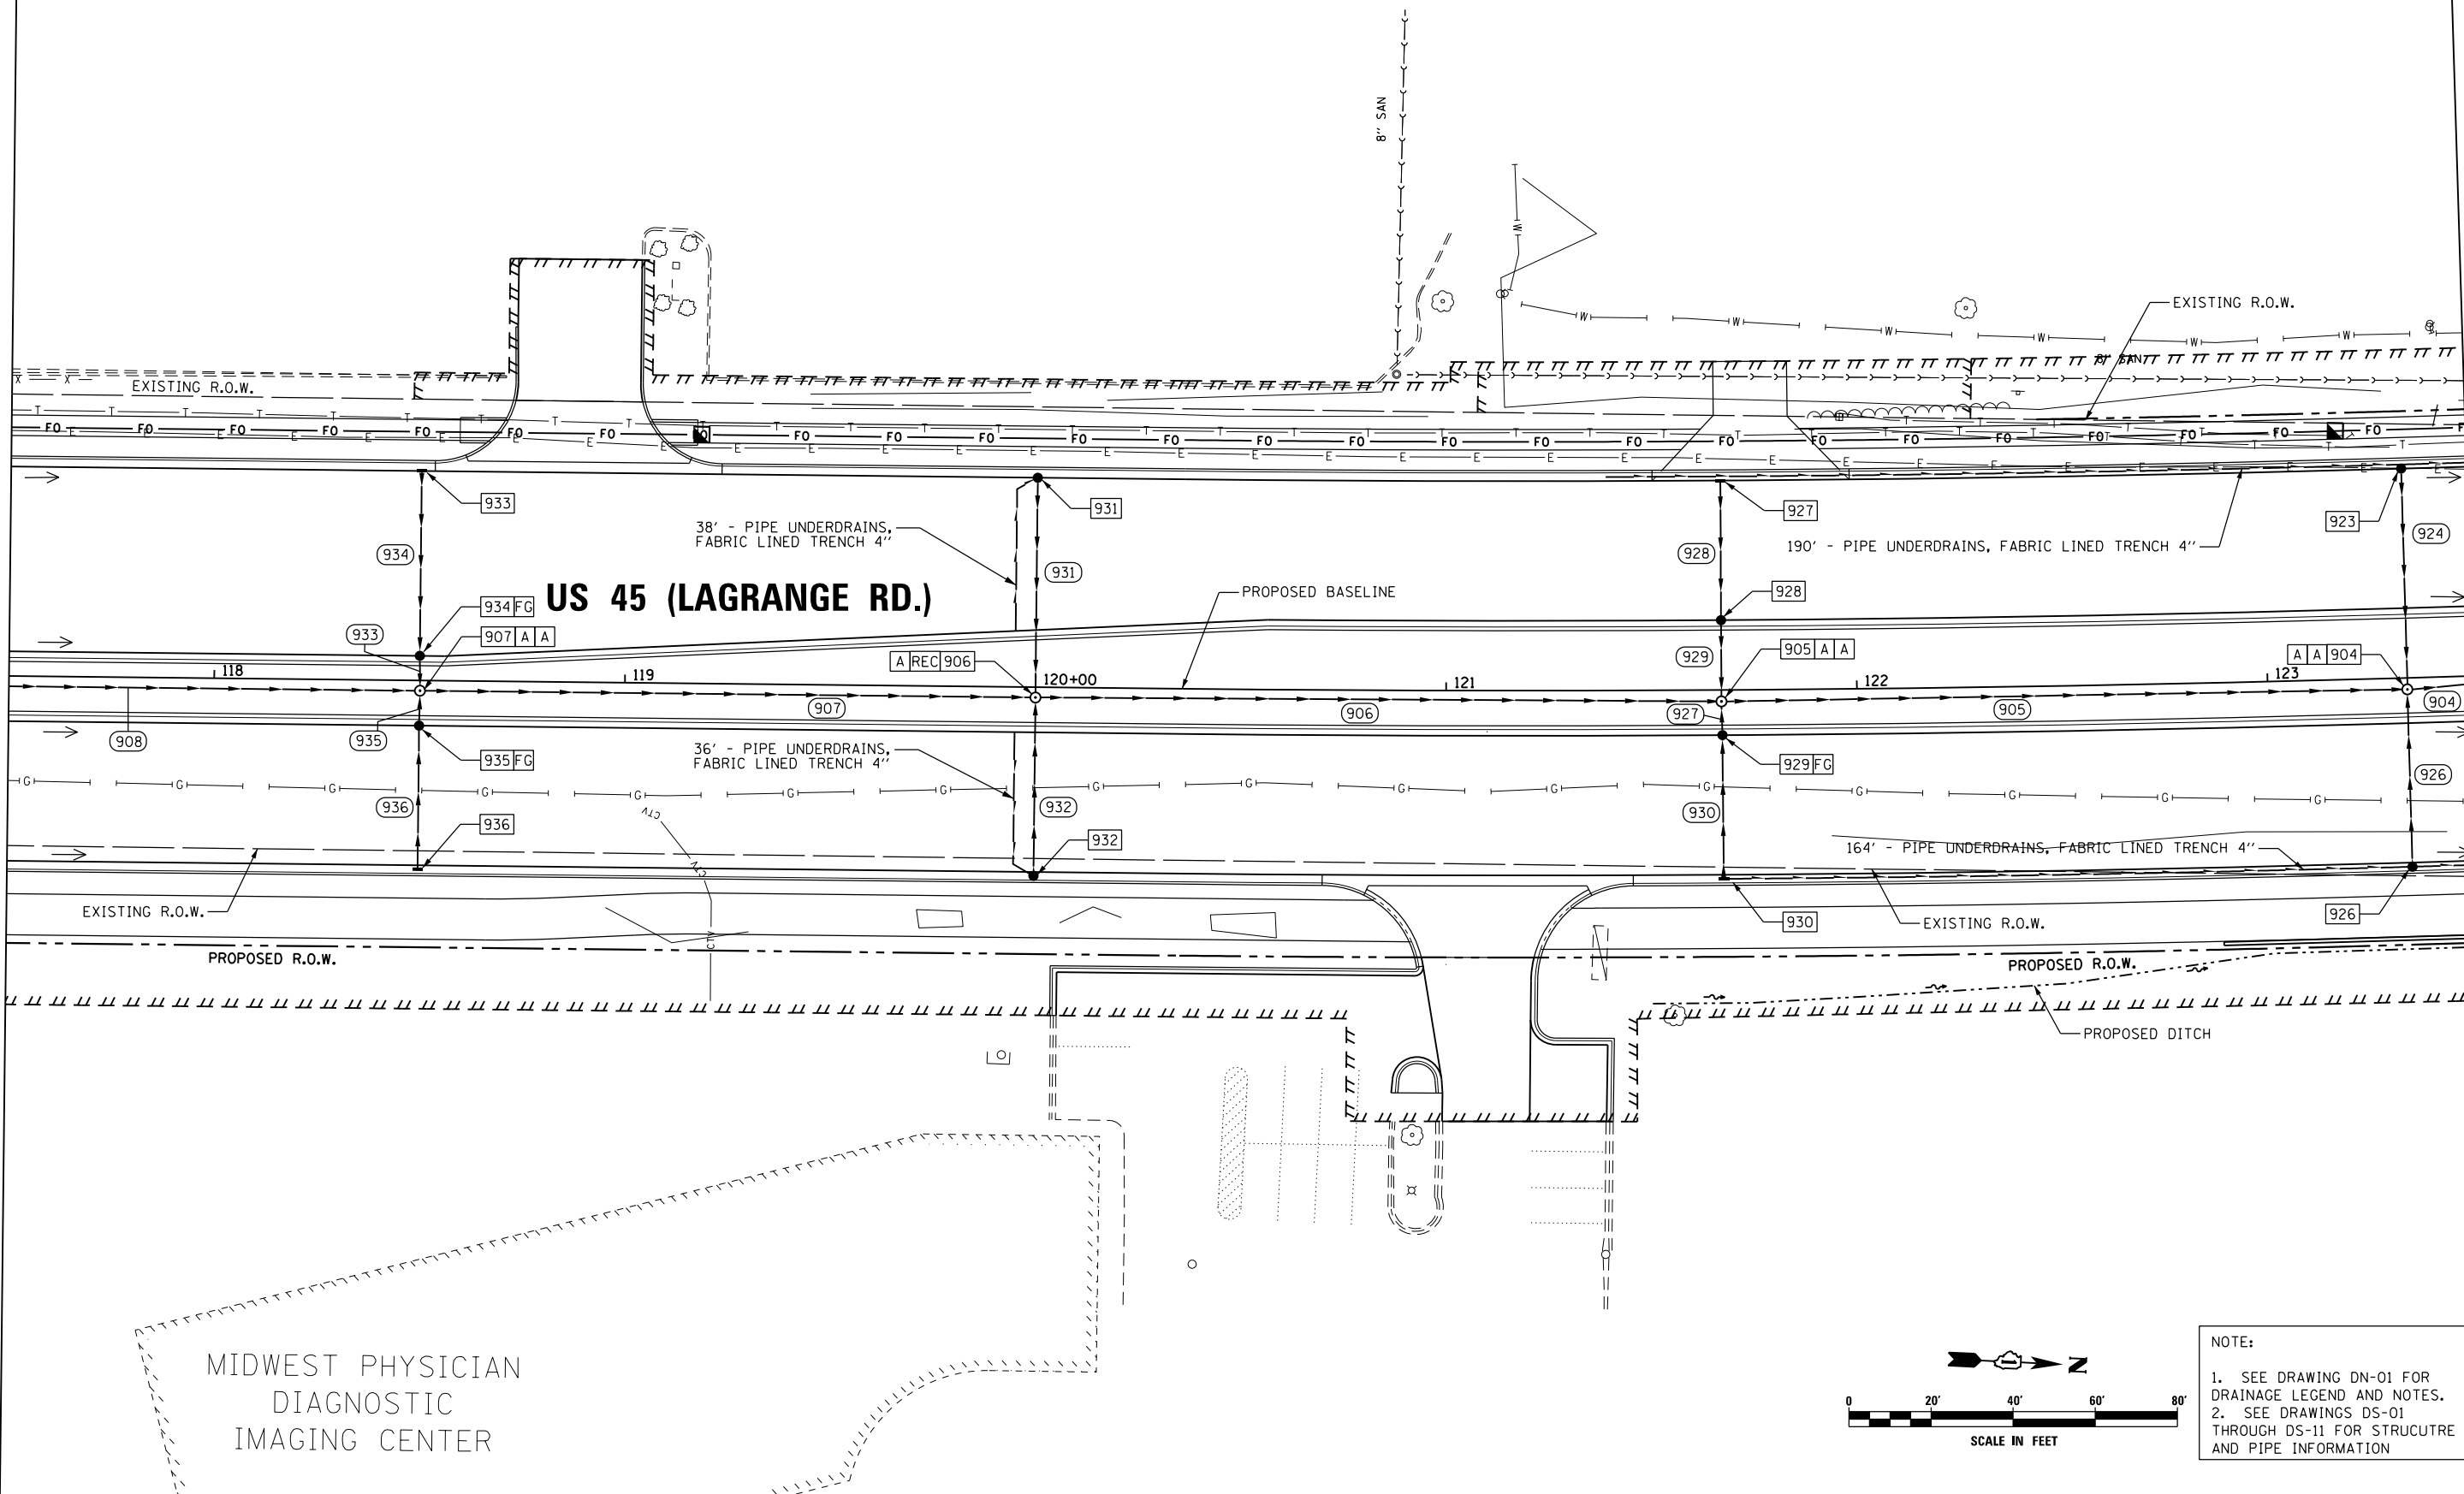 8" SAN
EXISTING R.O.W.
8" SAN
EXISTING R.O.W.
933
931
927
923
38' - PIPE UNDERDRAINS,
FABRIC LINED TRENCH 4"
190' - PIPE UNDERDRAINS, FABRIC LINED TRENCH 4"
934
931
928
924
US 45 (LAGRANGE RD.)
PROPOSED BASELINE
934 FG
928
933
907 A A
A REC 906
929
905 A A
A A 904
118
119
120+00
121
122
123
908
935
907
906
927
905
904
935 FG
36' - PIPE UNDERDRAINS,
FABRIC LINED TRENCH 4"
929 FG
926
936
936
932
932
930
CTV
CTV
CTV
164' - PIPE UNDERDRAINS, FABRIC LINED TRENCH 4"
EXISTING R.O.W.
930
EXISTING R.O.W.
926
PROPOSED R.O.W.
PROPOSED R.O.W.
PROPOSED DITCH
MIDWEST PHYSICIAN
DIAGNOSTIC
IMAGING CENTER
N
0 20' 40' 60' 80'
SCALE IN FEET
NOTE:
1. SEE DRAWING DN-01 FOR
DRAINAGE LEGEND AND NOTES.
2. SEE DRAWINGS DS-01
THROUGH DS-11 FOR STRUCUTRE
AND PIPE INFORMATION